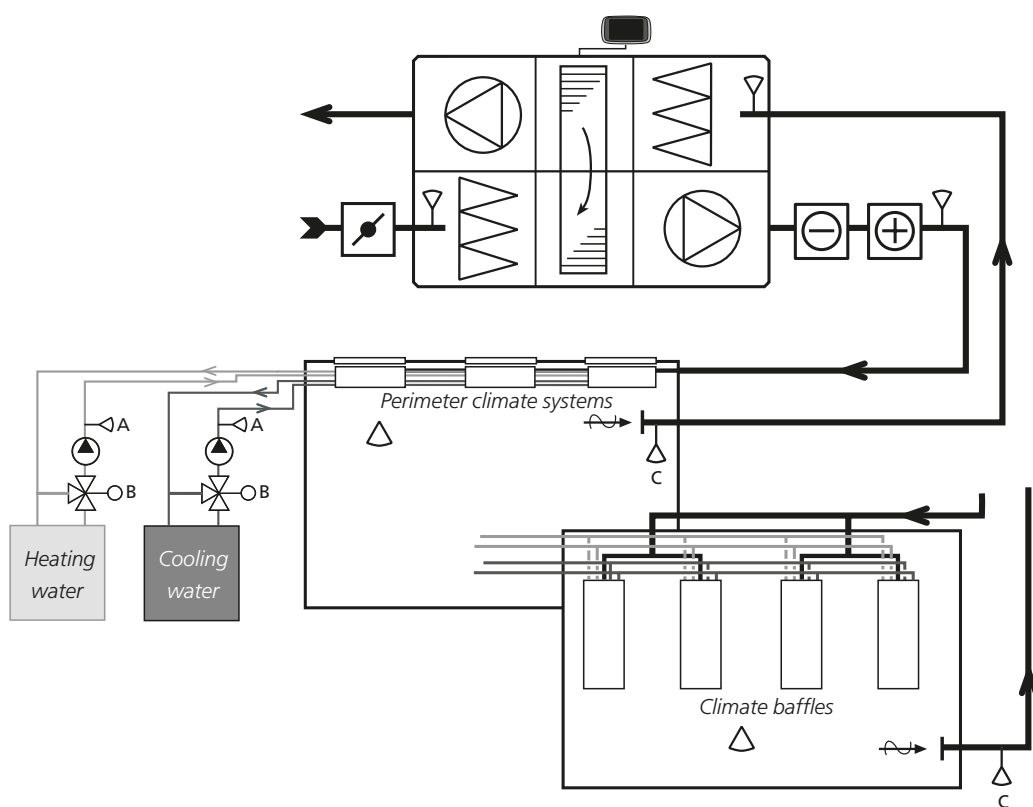 Perimeter climate systems
A
A
C
B
B
Heating
water
Cooling
water
Climate baffles
C